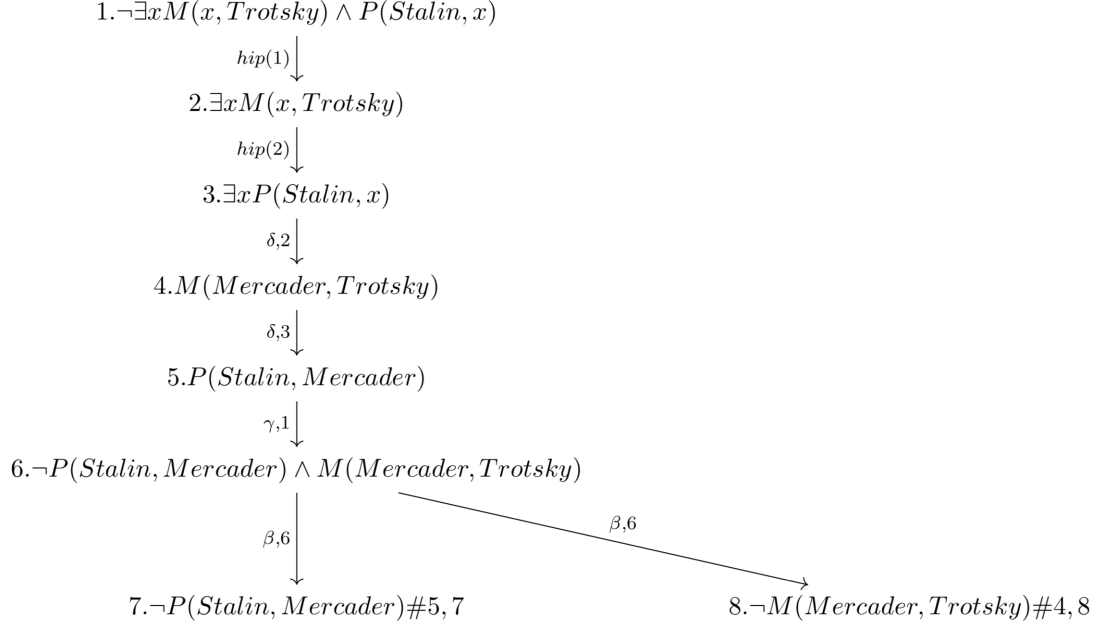 1.¬∃xM(x, Trotsky) ∧ P(Stalin, x)
hip(1)
2.∃xM(x, Trotsky)
hip(2)
3.∃xP(Stalin, x)
δ,2
4.M(Mercader, Trotsky)
δ,3
5.P(Stalin, Mercader)
γ,1
6.¬P(Stalin, Mercader) ∧ M(Mercader, Trotsky)
β,6
β,6
7.¬P(Stalin, Mercader)#5, 7
8.¬M(Mercader, Trotsky)#4, 8